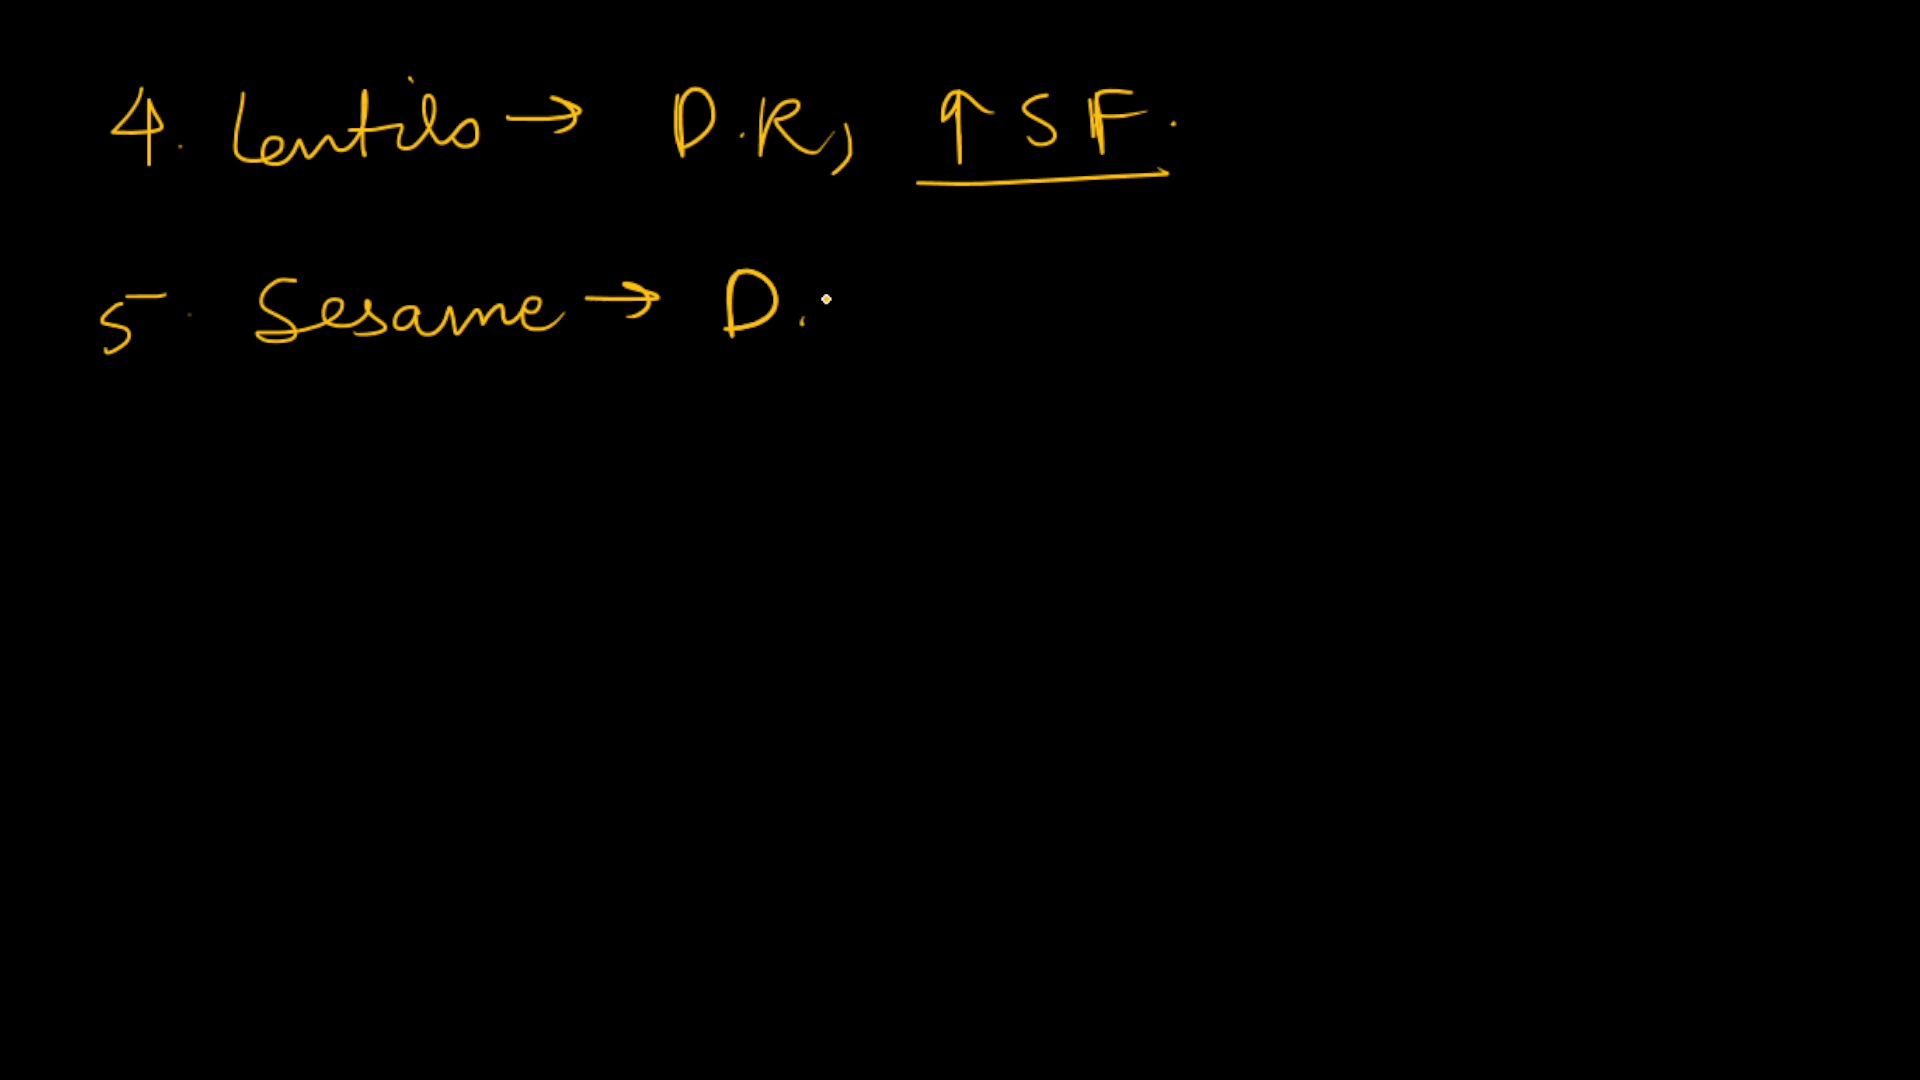 4. Lentils → D.R, ↑ SF.
5. Sesame → D.